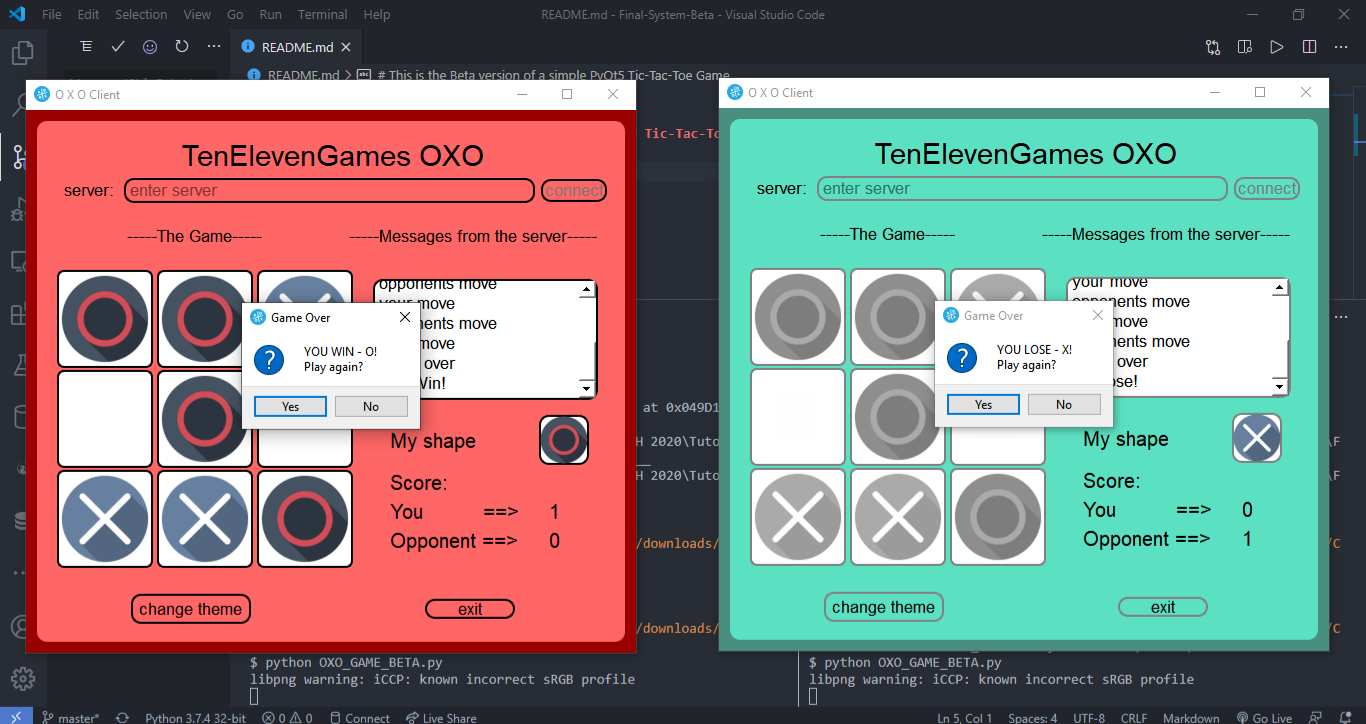 File Edit Selection View Go Run Terminal Help
README.md - Final-System-Beta - Visual Studio Code
README.md
README.md > # This is the Beta version of a simple PyQt5 Tic-Tac-Toe Game
Tic-Tac-To
O X O Client
TenElevenGames OXO
server: enter server connect
-----The Game----- -----Messages from the server-----
opponents move
your move
nents move
move
over
Win!
Game Over
YOU WIN - O!
Play again?
Yes No
My shape
Score:
You ==> 1
Opponent ==> 0
change theme exit
O X O Client
TenElevenGames OXO
server: enter server connect
-----The Game----- -----Messages from the server-----
your move
opponents move
move
nents move
over
ose!
Game Over
YOU LOSE - X!
Play again?
Yes No
My shape
Score:
You ==> 0
Opponent ==> 1
change theme exit
at 0x049D1
H 2020\Tuto
\F
H 2020\Tuto
\F
/downloads/
/C
/downloads/
/C
$ python OXO_GAME_BETA.py
libpng warning: iCCP: known incorrect sRGB profile
$ python OXO_GAME_BETA.py
libpng warning: iCCP: known incorrect sRGB profile
master* Python 3.7.4 32-bit 0 0 Connect Live Share Ln 5, Col 1 Spaces: 4 UTF-8 CRLF Markdown Go Live